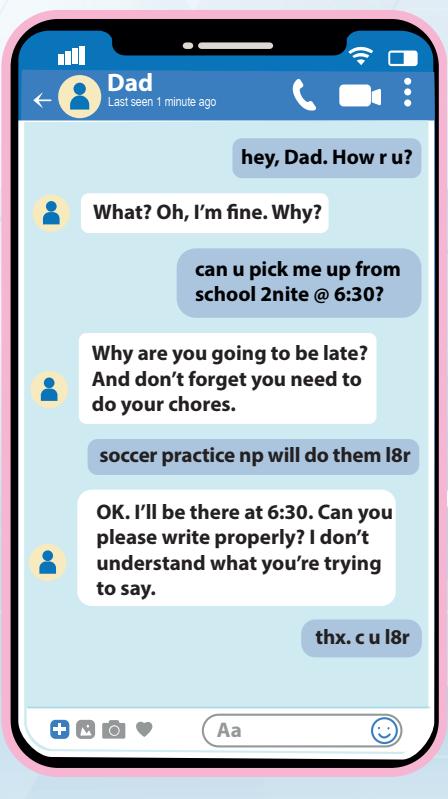 Dad
Last seen 1 minute ago
hey, Dad. How r u?
What? Oh, I'm fine. Why?
can u pick me up from
school 2nite @ 6:30?
Why are you going to be late?
And don't forget you need to
do your chores.
soccer practice np will do them l8r
OK. I'll be there at 6:30. Can you
please write properly? I don't
understand what you're trying
to say.
thx. c u l8r
Aa